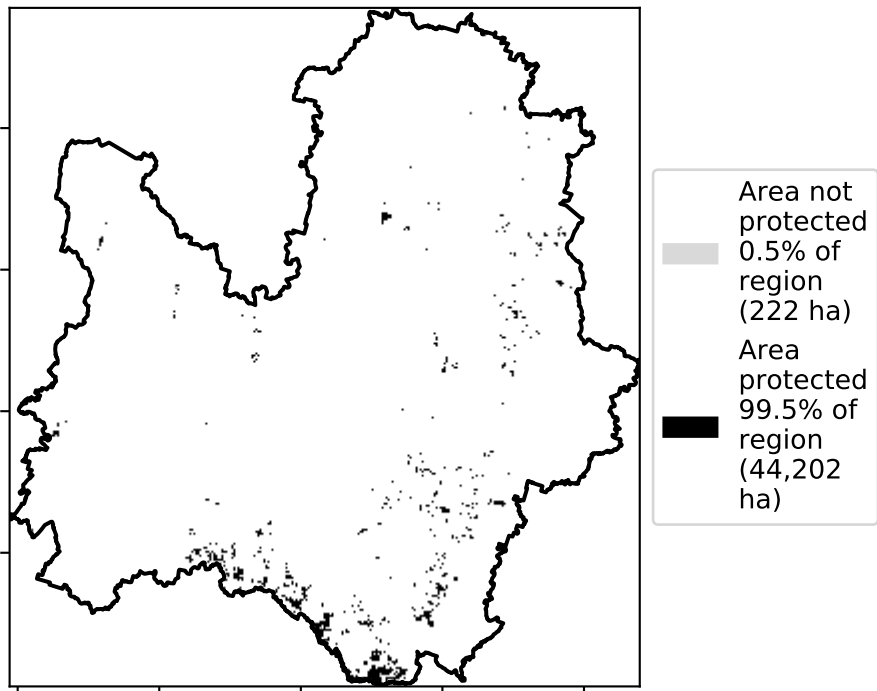 Area not
protected
0.5% of
region
(222 ha)
Area
protected
99.5% of
region
(44,202
ha)